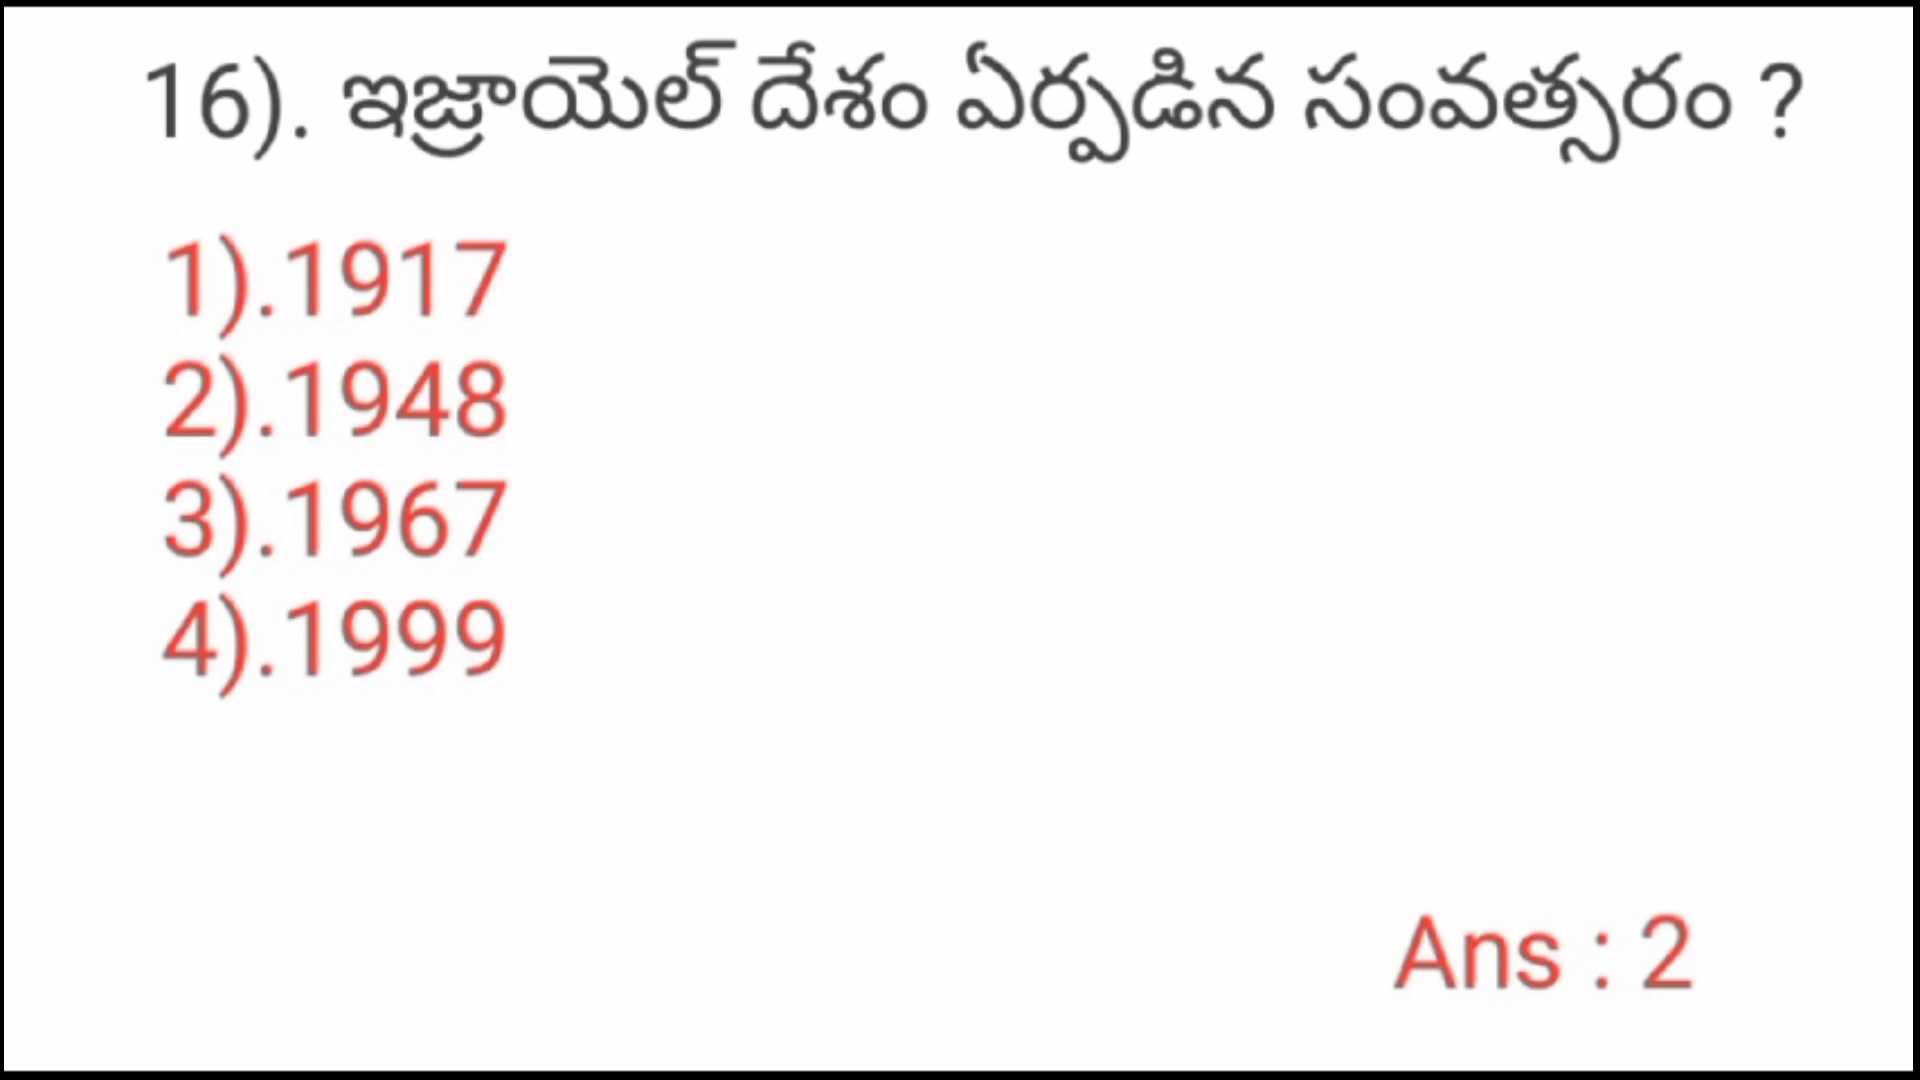 16). ఇజ్రాయెల్ దేశం ఏర్పడిన సంవత్సరం ?
1).1917
2).1948
3).1967
4).1999
Ans : 2